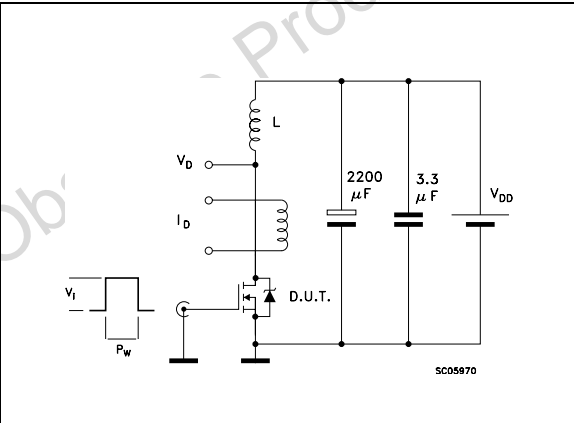 L
V_D
2200
μF
3.3
μF
V_DD
I_D
D.U.T.
V_i
P_W
SC05970